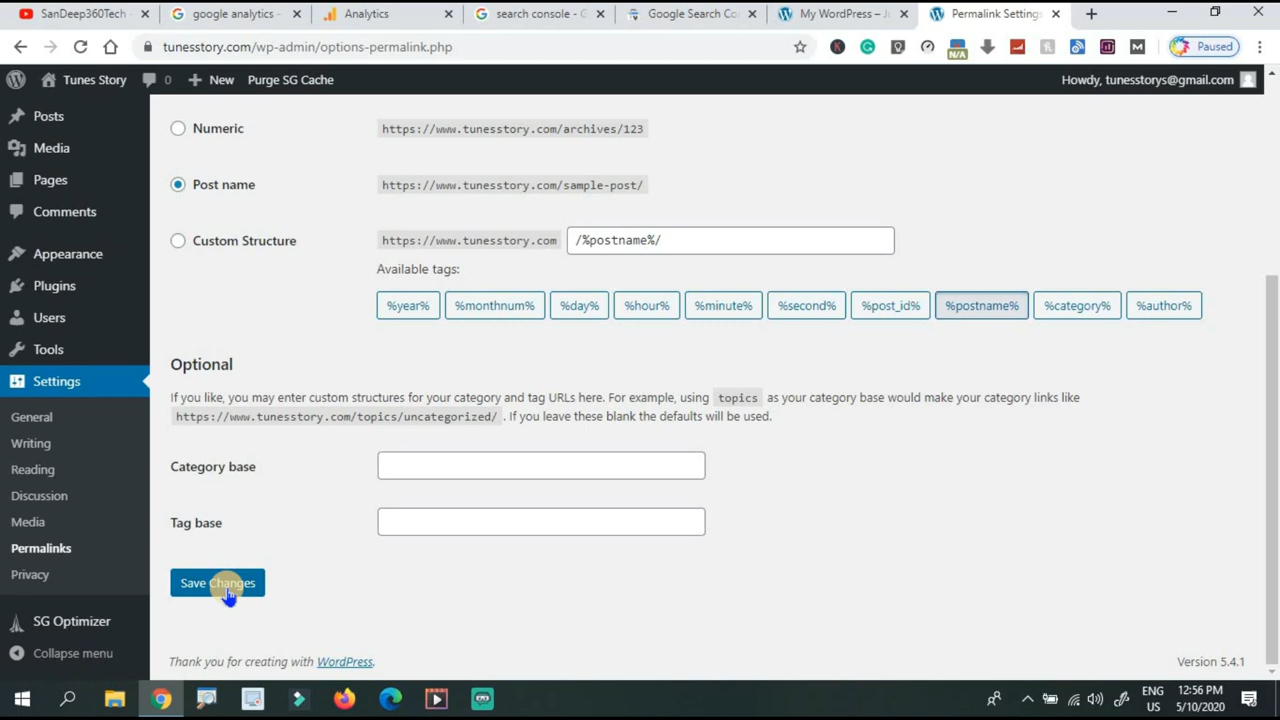 SanDeep360Tech -
google analytics -
Analytics
search console - G
Google Search Co
My WordPress – Ju
Permalink Settings
tunesstory.com/wp-admin/options-permalink.php
N/A
Paused
Tunes Story
0
New
Purge SG Cache
Howdy, tunesstorys@gmail.com
Posts
Media
Pages
Comments
Appearance
Plugins
Users
Tools
Settings
General
Writing
Reading
Discussion
Media
Permalinks
Privacy
SG Optimizer
Collapse menu
Numeric
https://www.tunesstory.com/archives/123
Post name
https://www.tunesstory.com/sample-post/
Custom Structure
https://www.tunesstory.com
/%postname%/
Available tags:
%year%
%monthnum%
%day%
%hour%
%minute%
%second%
%post_id%
%postname%
%category%
%author%
Optional
If you like, you may enter custom structures for your category and tag URLs here. For example, using topics as your category base would make your category links like
https://www.tunesstory.com/topics/uncategorized/ . If you leave these blank the defaults will be used.
Category base
Tag base
Save Changes
Thank you for creating with WordPress.
Version 5.4.1
ENG
US
12:56 PM
5/10/2020